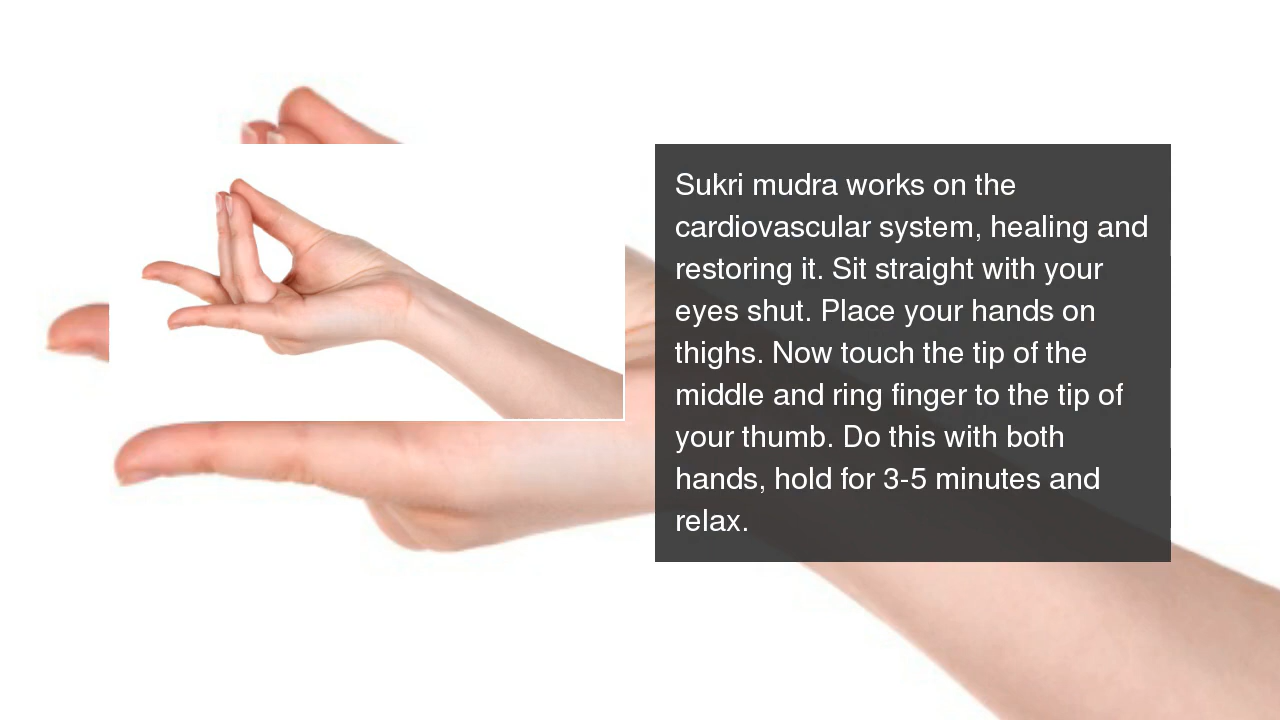 Sukri mudra works on the
cardiovascular system, healing and
restoring it. Sit straight with your
eyes shut. Place your hands on
thighs. Now touch the tip of the
middle and ring finger to the tip of
your thumb. Do this with both
hands, hold for 3-5 minutes and
relax.